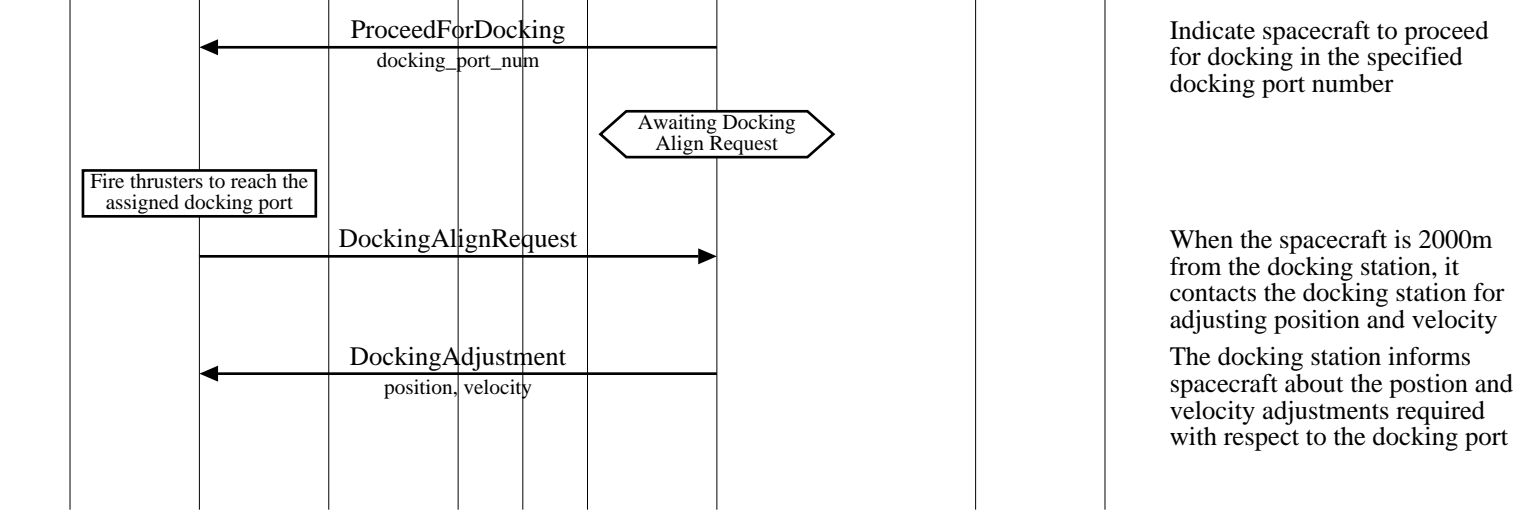 ProceedForDocking
docking_port_num
Indicate spacecraft to proceed
for docking in the specified
docking port number
Awaiting Docking
Align Request
Fire thrusters to reach the
assigned docking port
DockingAlignRequest
When the spacecraft is 2000m
from the docking station, it
contacts the docking station for
adjusting position and velocity
DockingAdjustment
position, velocity
The docking station informs
spacecraft about the postion and
velocity adjustments required
with respect to the docking port